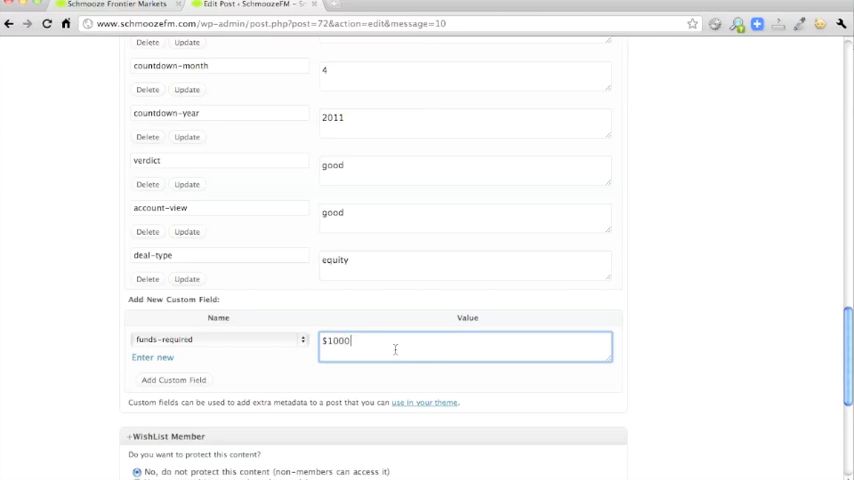 Schmooze Frontier Markets
Edit Post ‹ SchmoozeFM –
www.schmoozefm.com/wp-admin/post.php?post=72&action=edit&message=10
Delete Update
countdown-month 4
Delete Update
countdown-year 2011
Delete Update
verdict good
Delete Update
account-view good
Delete Update
deal-type equity
Delete Update
Add New Custom Field:
Name Value
funds-required $1000
Enter new
Add Custom Field
Custom fields can be used to add extra metadata to a post that you can use in your theme.
+WishList Member
Do you want to protect this content?
No, do not protect this content (non-members can access it)